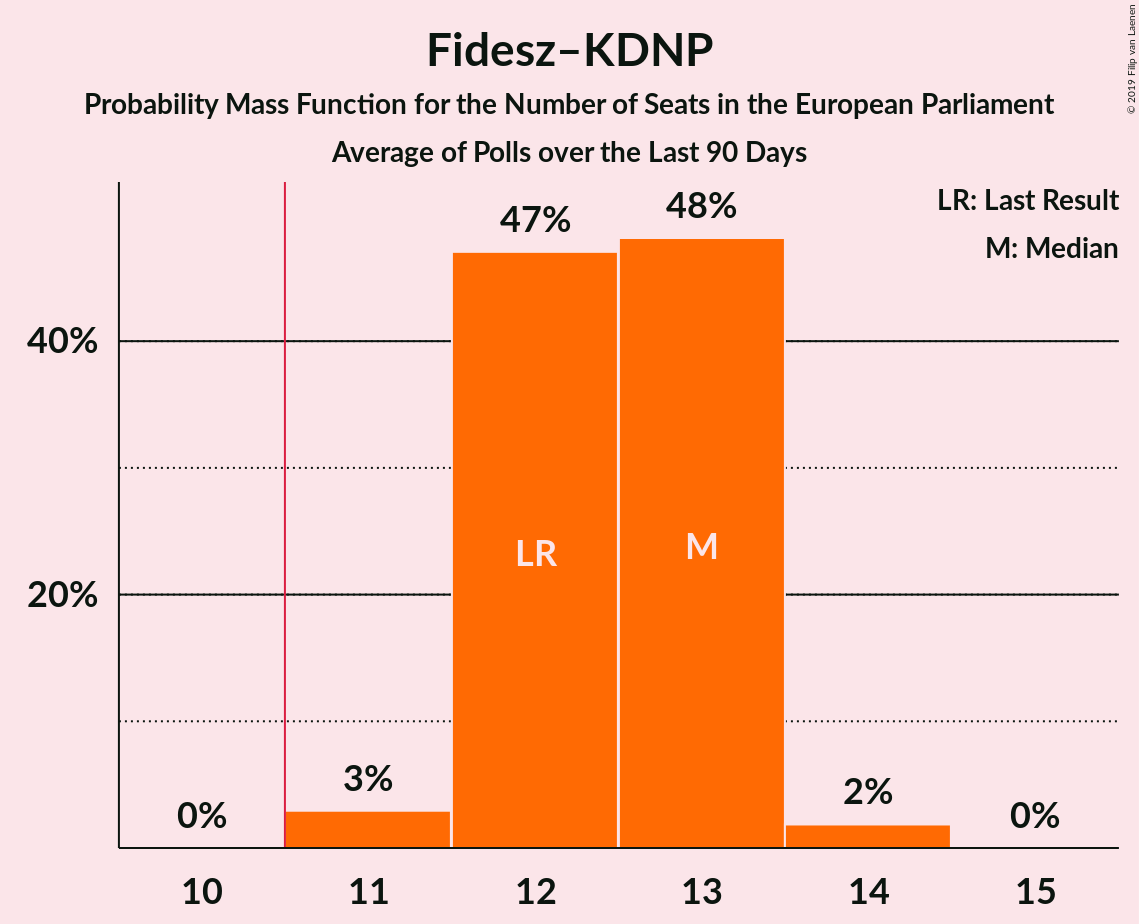 Fidesz–KDNP
Probability Mass Function for the Number of Seats in the European Parliament
Average of Polls over the Last 90 Days
© 2019 Filip van Laenen
LR: Last Result
M: Median
47%
48%
40%
20%
LR
M
0%
3%
2%
0%
10
11
12
13
14
15